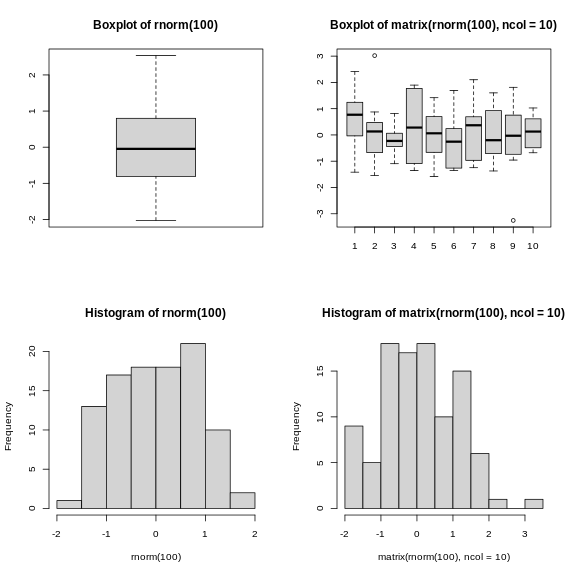 Boxplot of rnorm(100)
2
1
0
-1
-2
Boxplot of matrix(rnorm(100), ncol = 10)
3
2
1
0
-1
-2
-3
1 2 3 4 5 6 7 8 9 10
Histogram of rnorm(100)
Frequency
20
15
10
5
0
-2 -1 0 1 2
rnorm(100)
Histogram of matrix(rnorm(100), ncol = 10)
Frequency
15
10
5
0
-2 -1 0 1 2 3
matrix(rnorm(100), ncol = 10)